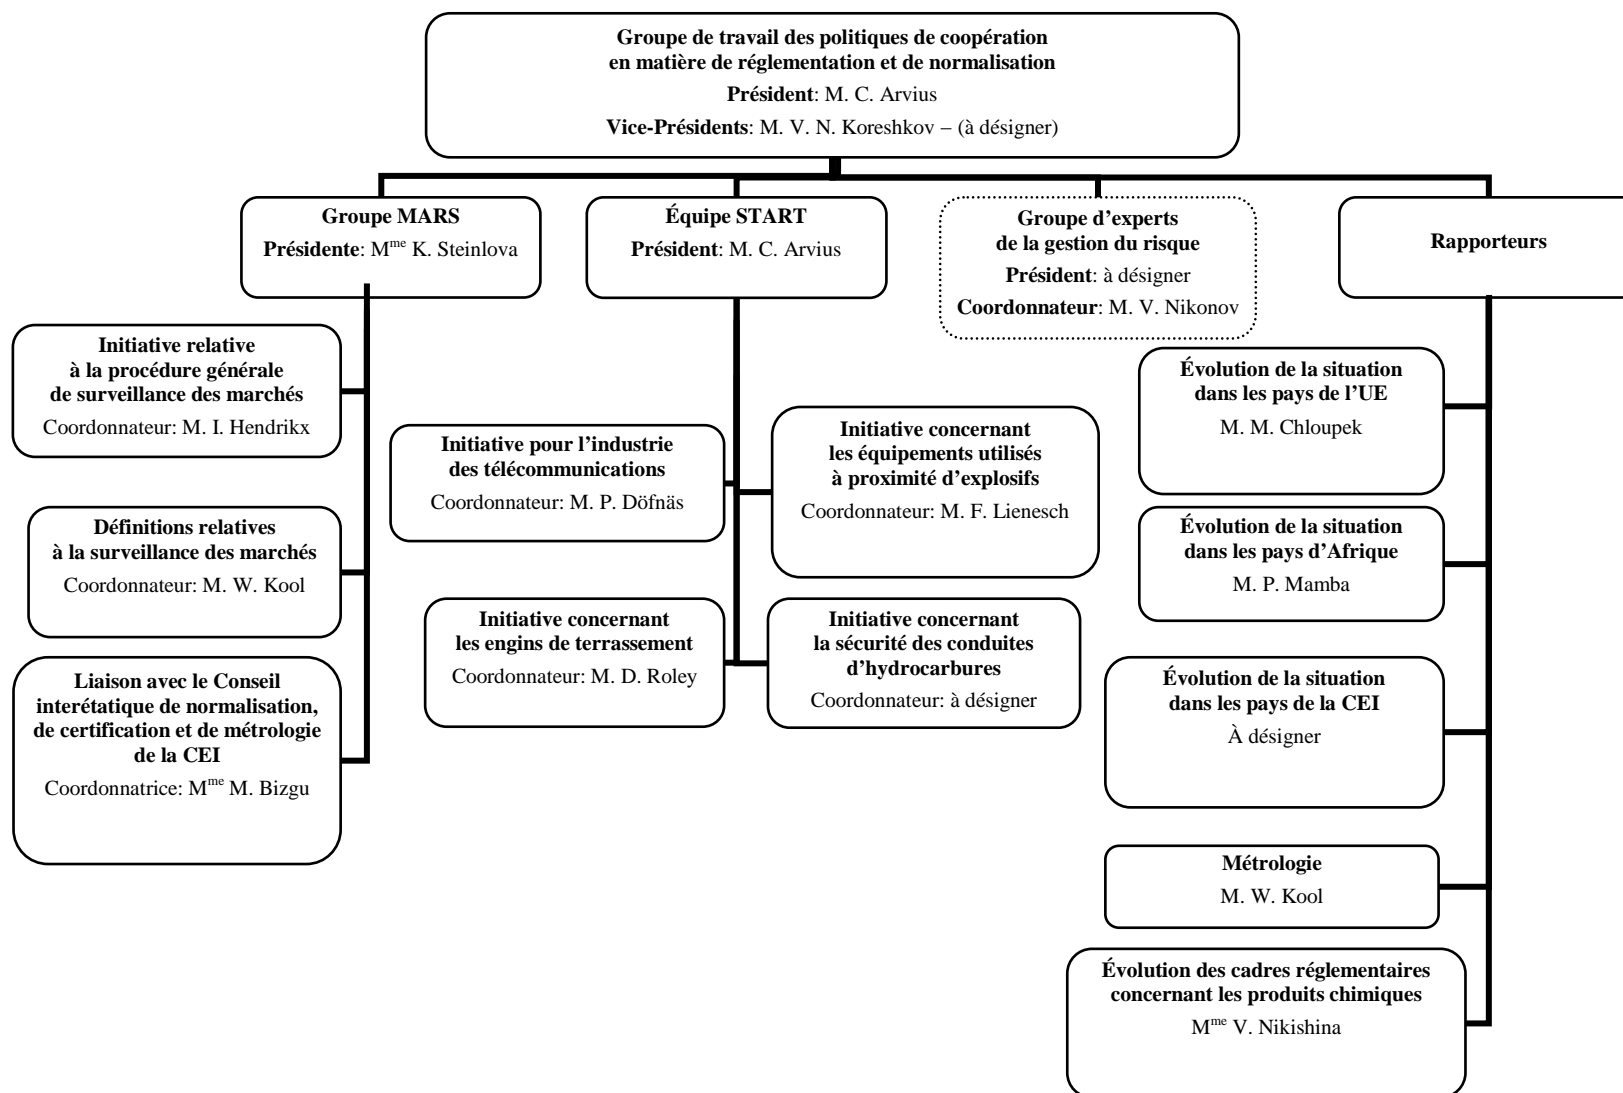 Groupe de travail des politiques de coopération
en matière de réglementation et de normalisation
Président: M. C. Arvius
Vice-Présidents: M. V. N. Koreshkov – (à désigner)
Groupe MARS
Présidente: Mme K. Steinlova
Équipe START
Président: M. C. Arvius
Groupe d’experts
de la gestion du risque
Président: à désigner
Coordonnateur: M. V. Nikonov
Rapporteurs
Initiative relative
à la procédure générale
de surveillance des marchés
Coordonnateur: M. I. Hendrikx
Définitions relatives
à la surveillance des marchés
Coordonnateur: M. W. Kool
Liaison avec le Conseil
interétatique de normalisation,
de certification et de métrologie
de la CEI
Coordonnatrice: Mme M. Bizgu
Initiative pour l’industrie
des télécommunications
Coordonnateur: M. P. Döfnäs
Initiative concernant
les équipements utilisés
à proximité d’explosifs
Coordonnateur: M. F. Lienesch
Initiative concernant
les engins de terrassement
Coordonnateur: M. D. Roley
Initiative concernant
la sécurité des conduites
d’hydrocarbures
Coordonnateur: à désigner
Évolution de la situation
dans les pays de l’UE
M. M. Chloupek
Évolution de la situation
dans les pays d’Afrique
M. P. Mamba
Évolution de la situation
dans les pays de la CEI
À désigner
Métrologie
M. W. Kool
Évolution des cadres réglementaires
concernant les produits chimiques
Mme V. Nikishina